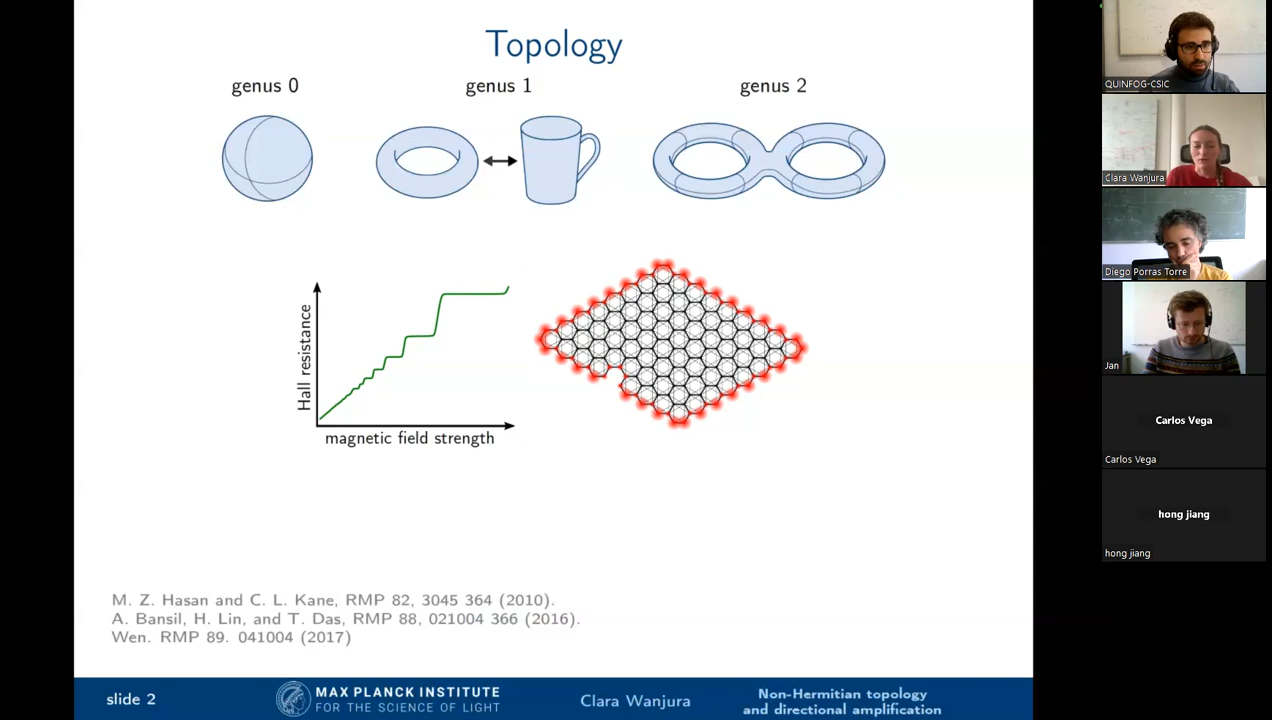 Topology
genus 0
genus 1
genus 2
Hall resistance
magnetic field strength
M. Z. Hasan and C. L. Kane, RMP 82, 3045 364 (2010).
A. Bansil, H. Lin, and T. Das, RMP 88, 021004 366 (2016).
Wen. RMP 89. 041004 (2017)
slide 2
MAX PLANCK INSTITUTE
FOR THE SCIENCE OF LIGHT
Clara Wanjura
Non-Hermitian topology
and directional amplification
QUINFOG-CSIC
Clara Wanjura
Diego Porras Torre
Jan
Carlos Vega
Carlos Vega
hong jiang
hong jiang